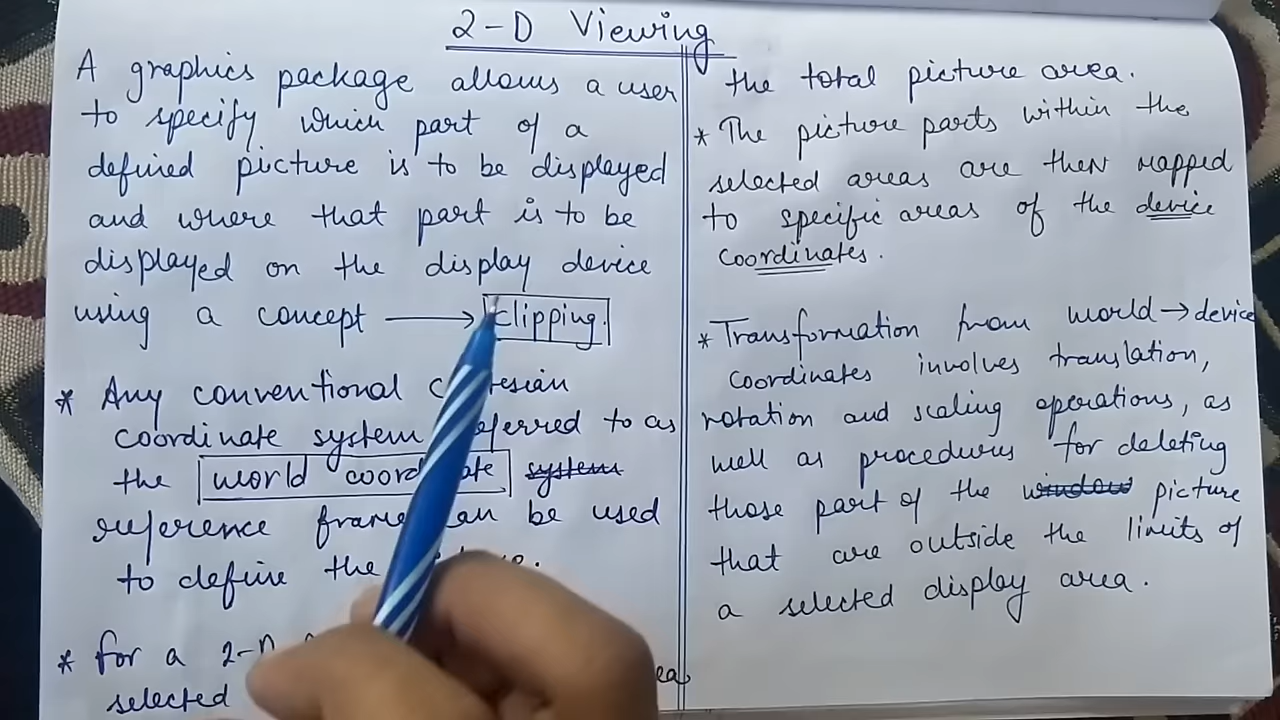 2-D Viewing
A graphics package allows a user
to specify which part of a
defined picture is to be displayed
and where that part is to be
displayed on the display device
using a concept → clipping.
* Any conventional
coordinate system to as
the world system
reference can be used
to define the
* for a 2-D
selected
the total picture area.
* The picture parts within the
selected areas are then mapped
to specific areas of the device
coordinates.
* Transformation from world → device
coordinates involves translation,
rotation and scaling operations, as
well as procedures for deleting
those part of the window picture
that are outside the limits of
a selected display area.